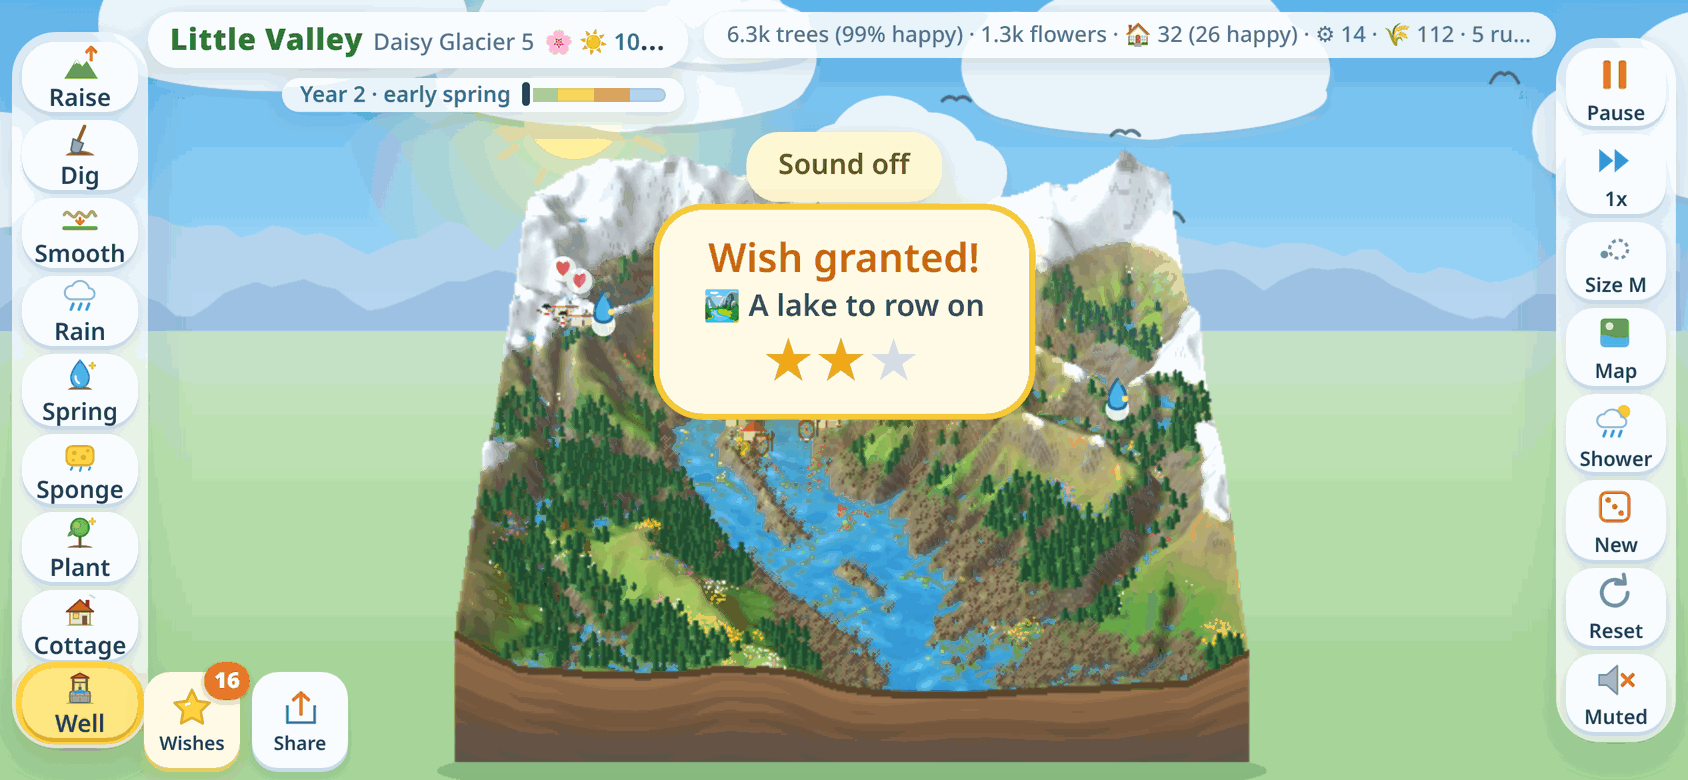 Little Valley Daisy Glacier 5 🌸 ☀️ 10...
6.3k trees (99% happy) · 1.3k flowers · 🏠 32 (26 happy) · ⚙ 14 · 🌾 112 · 5 ru...
Year 2 · early spring
Raise
Dig
Smooth
Rain
Spring
Sponge
Plant
Cottage
Well
16
Wishes
Share
Sound off
Wish granted!
🏞️ A lake to row on
★★★
Pause
1x
Size M
Map
Shower
New
Reset
Muted